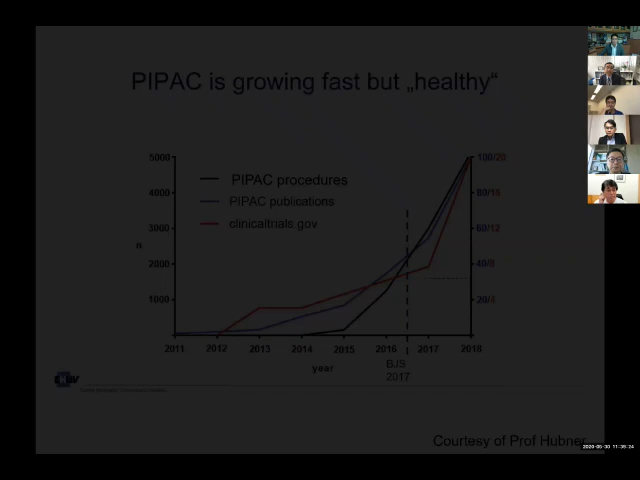 PIPAC is growing fast but „healthy“
5000
4000
3000
2000
1000
n
PIPAC procedures
PIPAC publications
clinicaltrials gov
100/20
80/16
60/12
40/8
20/4
2011 2012 2013 2014 2015 2016 2017 2018
year
BJS
2017
Courtesy of Prof Hubner